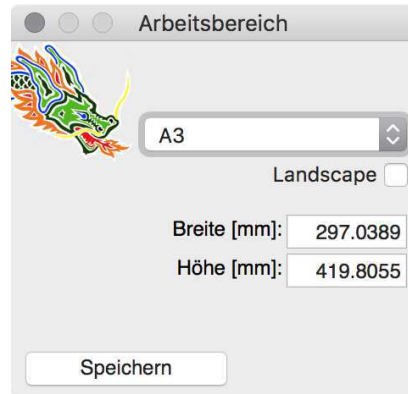 Arbeitsbereich
A3
Landscape
Breite [mm]: 297.0389
Höhe [mm]: 419.8055
Speichern